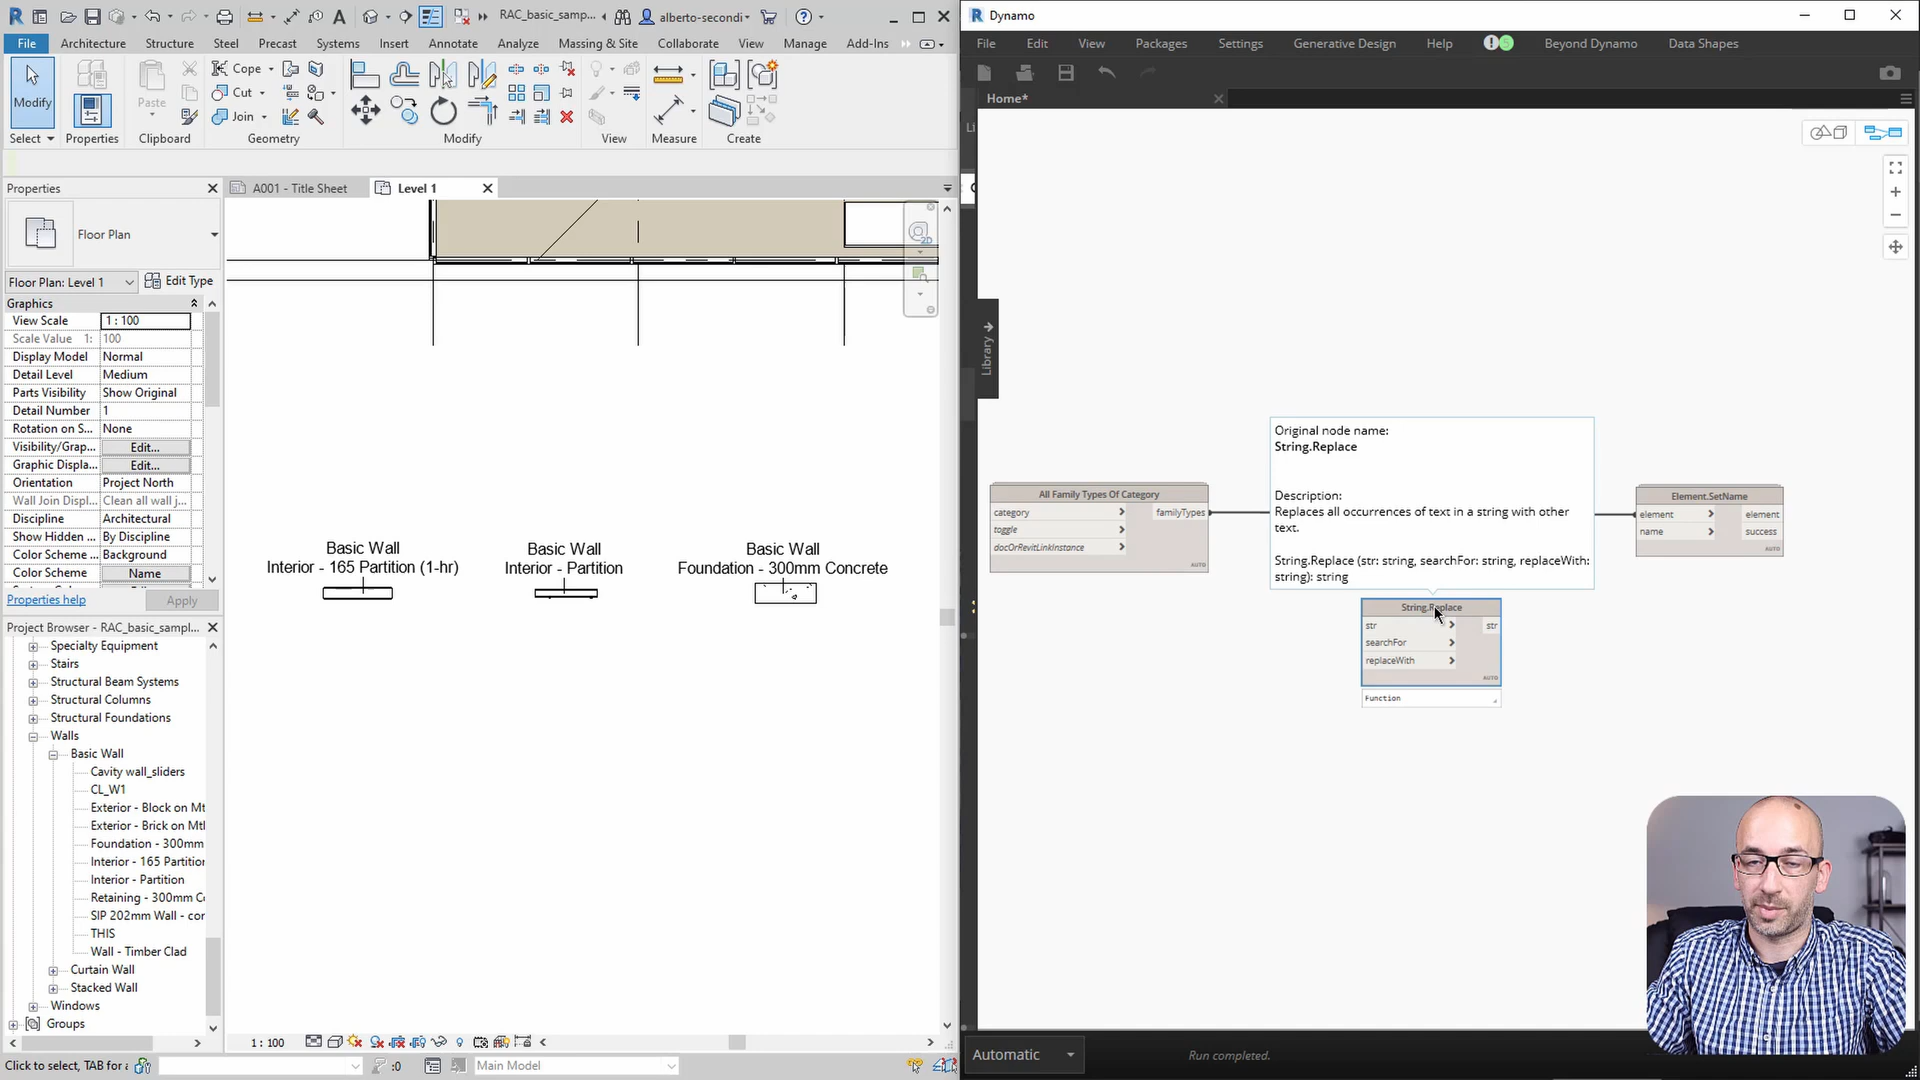 RAC_basic_samp...
alberto-secondi
File
Architecture
Structure
Steel
Precast
Systems
Insert
Annotate
Analyze
Massing & Site
Collaborate
View
Manage
Add-Ins
Modify
Paste
Cope
Cut
Join
Select
Properties
Clipboard
Geometry
Modify
View
Measure
Create
Properties
A001 - Title Sheet
Level 1
Floor Plan
Floor Plan: Level 1
Edit Type
Graphics
View Scale 1 : 100
Scale Value 1: 100
Display Model Normal
Detail Level Medium
Parts Visibility Show Original
Detail Number 1
Rotation on S... None
Visibility/Grap... Edit...
Graphic Displa... Edit...
Orientation Project North
Wall Join Displ... Clean all wall j...
Discipline Architectural
Show Hidden ... By Discipline
Color Scheme ... Background
Color Scheme Name
Properties help
Apply
Project Browser - RAC_basic_sampl...
Specialty Equipment
Stairs
Structural Beam Systems
Structural Columns
Structural Foundations
Walls
Basic Wall
Cavity wall_sliders
CL_W1
Exterior - Block on Mt
Exterior - Brick on Mtl
Foundation - 300mm
Interior - 165 Partition
Interior - Partition
Retaining - 300mm C
SIP 202mm Wall - cor
THIS
Wall - Timber Clad
Curtain Wall
Stacked Wall
Windows
Groups
2D
Basic Wall
Interior - 165 Partition (1-hr)
Basic Wall
Interior - Partition
Basic Wall
Foundation - 300mm Concrete
1 : 100
Click to select, TAB for a
:0
Main Model
Dynamo
File
Edit
View
Packages
Settings
Generative Design
Help
Beyond Dynamo
Data Shapes
Home*
Library
All Family Types Of Category
category
familyTypes
toggle
docOrRevitLinkInstance
AUTO
Original node name:
String.Replace
Description:
Replaces all occurrences of text in a string with other
text.
String.Replace (str: string, searchFor: string, replaceWith:
string): string
String.Replace
str
str
searchFor
replaceWith
AUTO
Function
Element.SetName
element
element
name
success
AUTO
Automatic
Run completed.